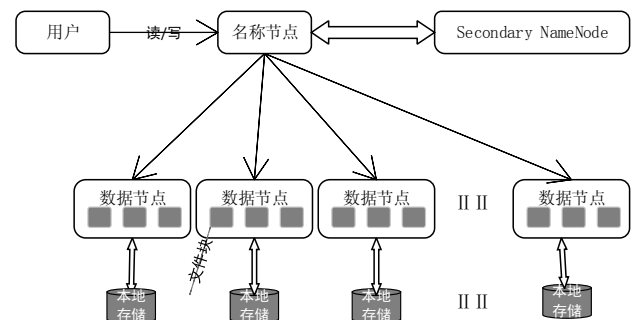 用户
读/写
名称节点
Secondary NameNode
数据节点
数据节点
数据节点
数据节点
文件块
本地
存储
本地
存储
本地
存储
本地
存储